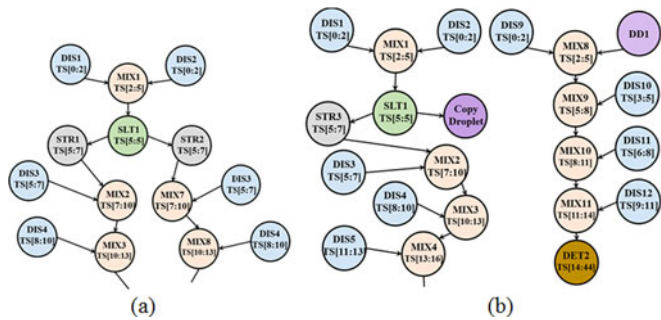 DIS1
TS[0:2]
DIS2
TS[0:2]
MIX1
TS[2:5]
SLT1
TS[5:5]
STR1
TS[5:7]
STR2
TS[5:7]
DIS3
TS[5:7]
DIS3
TS[5:7]
MIX2
TS[7:10]
MIX7
TS[7:10]
DIS4
TS[8:10]
DIS4
TS[8:10]
MIX3
TS[10:13]
MIX8
TS[10:13]
(a)
DIS1
TS[0:2]
DIS2
TS[0:2]
MIX1
TS[2:5]
SLT1
TS[5:5]
Copy
Droplet
STR3
TS[5:7]
DIS3
TS[5:7]
MIX2
TS[7:10]
DIS4
TS[8:10]
MIX3
TS[10:13]
DIS5
TS[11:13]
MIX4
TS[13:16]
DIS9
TS[0:2]
MIX8
TS[2:5]
DD1
MIX9
TS[5:8]
DIS10
TS[3:5]
MIX10
TS[8:11]
DIS11
TS[6:8]
MIX11
TS[11:14]
DIS12
TS[9:11]
DET2
TS[14:44]
(b)